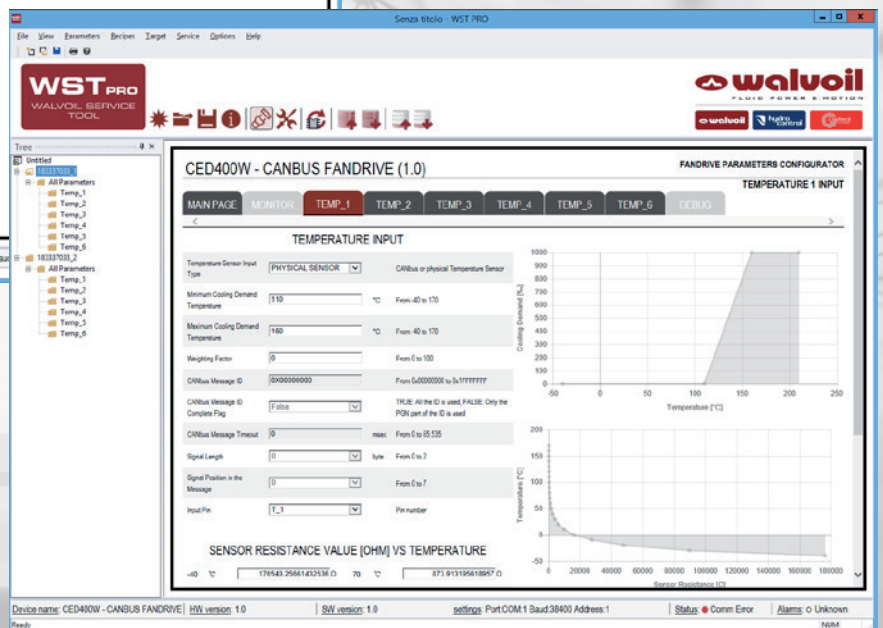 Senza titolo - WST PRO
File View Parameters Recipes Target Service Options Help
WST PRO
WALVOIL SERVICE
TOOL
walvoil
FLUID POWER E-MOTION
walvoil
hydro
control
Tree
Untitled
183337033_1
All Parameters
Temp_1
Temp_2
Temp_3
Temp_4
Temp_5
Temp_6
183337033_2
All Parameters
Temp_1
Temp_2
Temp_3
Temp_4
Temp_5
Temp_6
CED400W - CANBUS FANDRIVE (1.0)
FANDRIVE PARAMETERS CONFIGURATOR
TEMPERATURE 1 INPUT
MAIN PAGE MONITOR TEMP_1 TEMP_2 TEMP_3 TEMP_4 TEMP_5 TEMP_6 DEBUG
TEMPERATURE INPUT
Temperature Sensor Input
Type
PHYSICAL SENSOR
CANbus or physical Temperature Sensor
Minimum Cooling Demand
Temperature
110 °C From -40 to 170
Maximum Cooling Demand
Temperature
160 °C From -40 to 170
Weighting Factor 0 From 0 to 100
CANbus Message ID 0X00000000 From 0x00000000 to 0x1FFFFFFF
CANbus Message ID
Complete Flag
False
TRUE: All the ID is used, FALSE: Only the
PGN part of the ID is used
CANbus Message Timeout 0 msec From 0 to 65.535
Signal Length 0 byte From 0 to 2
Signal Position in the
Message
0 From 0 to 7
Input Pin T_1 Pin number
SENSOR RESISTANCE VALUE [OHM] VS TEMPERATURE
-40 °C 176543.25661432536 Ω 70 °C 873.913195618957 Ω
Cooling Demand [‰]
1000
900
800
700
600
500
400
300
200
100
0
-50 0 50 100 150 200 250
Temperature [°C]
Temperature [°C]
200
150
100
50
0
-50
0 20000 40000 60000 80000 100000 120000 140000 160000 180000
Sensor Resistance [Ω]
Device name: CED400W - CANBUS FANDRIVE HW version: 1.0 SW version: 1.0 settings: Port:COM:1 Baud:38400 Address:1 Status: Comm Error Alarms: Unknown
Ready NUM